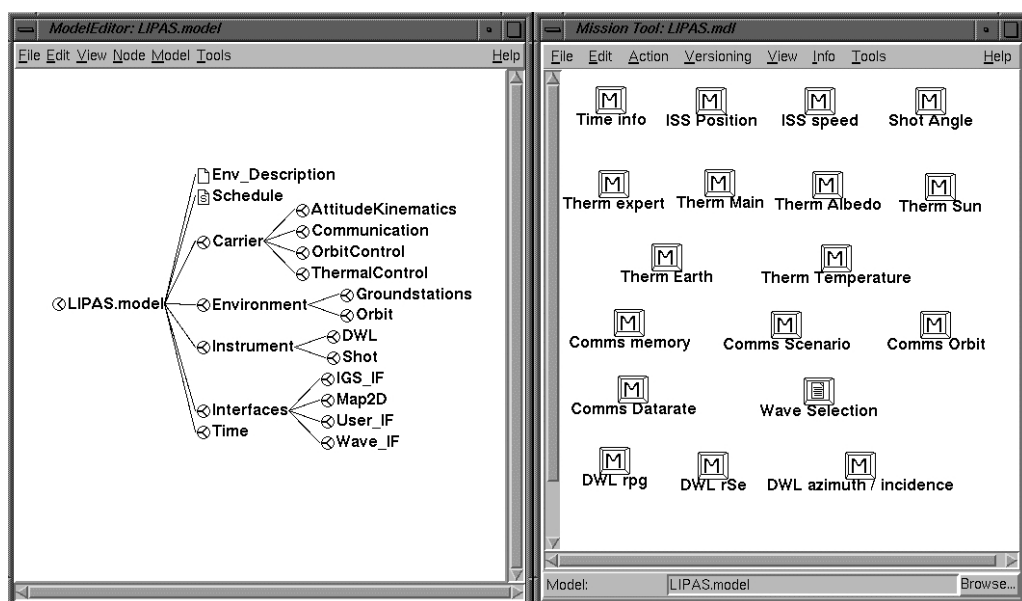 ModelEditor: LIPAS.model
File Edit View Node Model Tools Help
Env_Description
Schedule
AttitudeKinematics
Communication
Carrier
OrbitControl
ThermalControl
Groundstations
LIPAS.model
Environment
Orbit
DWL
Instrument
Shot
IGS_IF
Map2D
Interfaces
User_IF
Time
Wave_IF
Mission Tool: LIPAS.mdl
File Edit Action Versioning View Info Tools Help
M M M M
Time info ISS Position ISS speed Shot Angle
M M M M
Therm expert Therm Main Therm Albedo Therm Sun
M M
Therm Earth Therm Temperature
M M M
Comms memory Comms Scenario Comms Orbit
M
Comms Datarate Wave Selection
M M M
DWL rpg DWL rSe DWL azimuth / incidence
Model: LIPAS.model Browse...